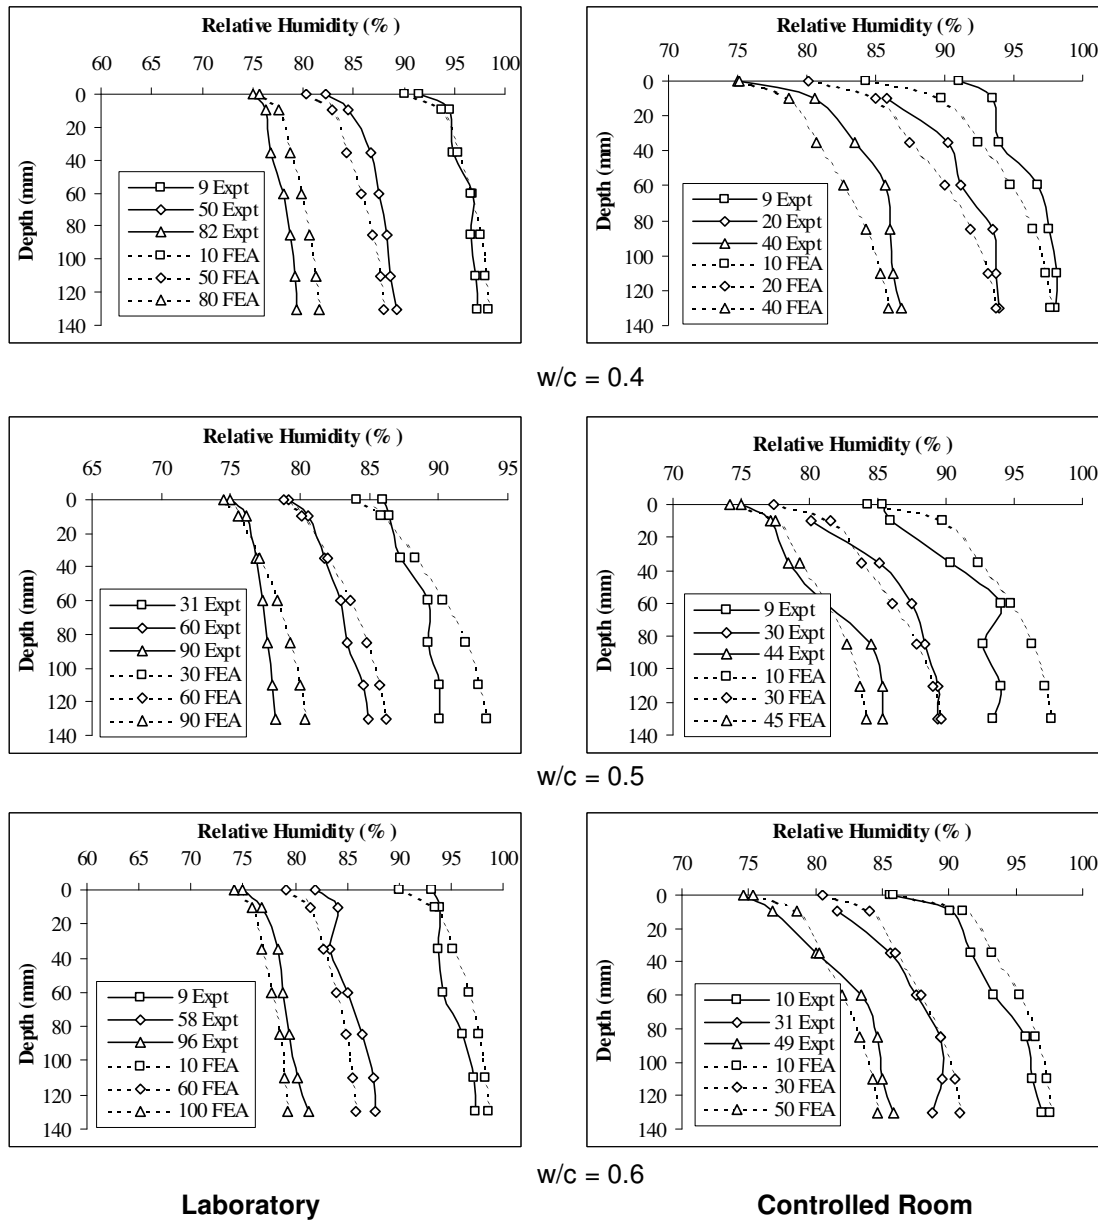 Relative Humidity (% )
60 65 70 75 80 85 90 95 100
0
20
40
60
80
100
120
140
Depth (mm)
9 Expt
50 Expt
82 Expt
10 FEA
50 FEA
80 FEA
Relative Humidity (% )
70 75 80 85 90 95 100
0
20
40
60
80
100
120
140
Depth (mm)
9 Expt
20 Expt
40 Expt
10 FEA
20 FEA
40 FEA
w/c = 0.4
Relative Humidity (% )
65 70 75 80 85 90 95
0
20
40
60
80
100
120
140
Depth (mm)
31 Expt
60 Expt
90 Expt
30 FEA
60 FEA
90 FEA
Relative Humidity (% )
70 75 80 85 90 95 100
0
20
40
60
80
100
120
140
Depth (mm)
9 Expt
30 Expt
44 Expt
10 FEA
30 FEA
45 FEA
w/c = 0.5
Relative Humidity (% )
60 65 70 75 80 85 90 95 100
0
20
40
60
80
100
120
140
Depth (mm)
9 Expt
58 Expt
96 Expt
10 FEA
60 FEA
100 FEA
Relative Humidity (% )
70 75 80 85 90 95 100
0
20
40
60
80
100
120
140
Depth (mm)
10 Expt
31 Expt
49 Expt
10 FEA
30 FEA
50 FEA
w/c = 0.6
Laboratory
Controlled Room